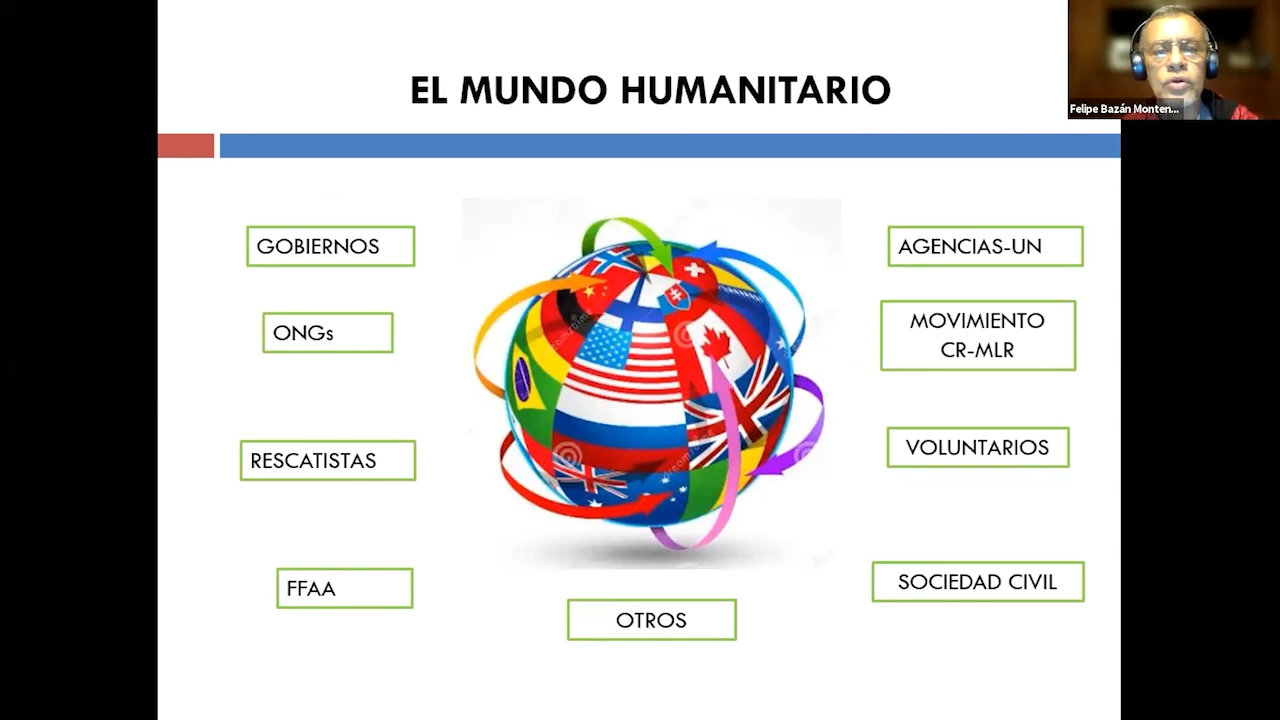 EL MUNDO HUMANITARIO
Felipe Bazán Monten...
GOBIERNOS
AGENCIAS-UN
ONGs
MOVIMIENTO
CR-MLR
RESCATISTAS
VOLUNTARIOS
FFAA
SOCIEDAD CIVIL
OTROS